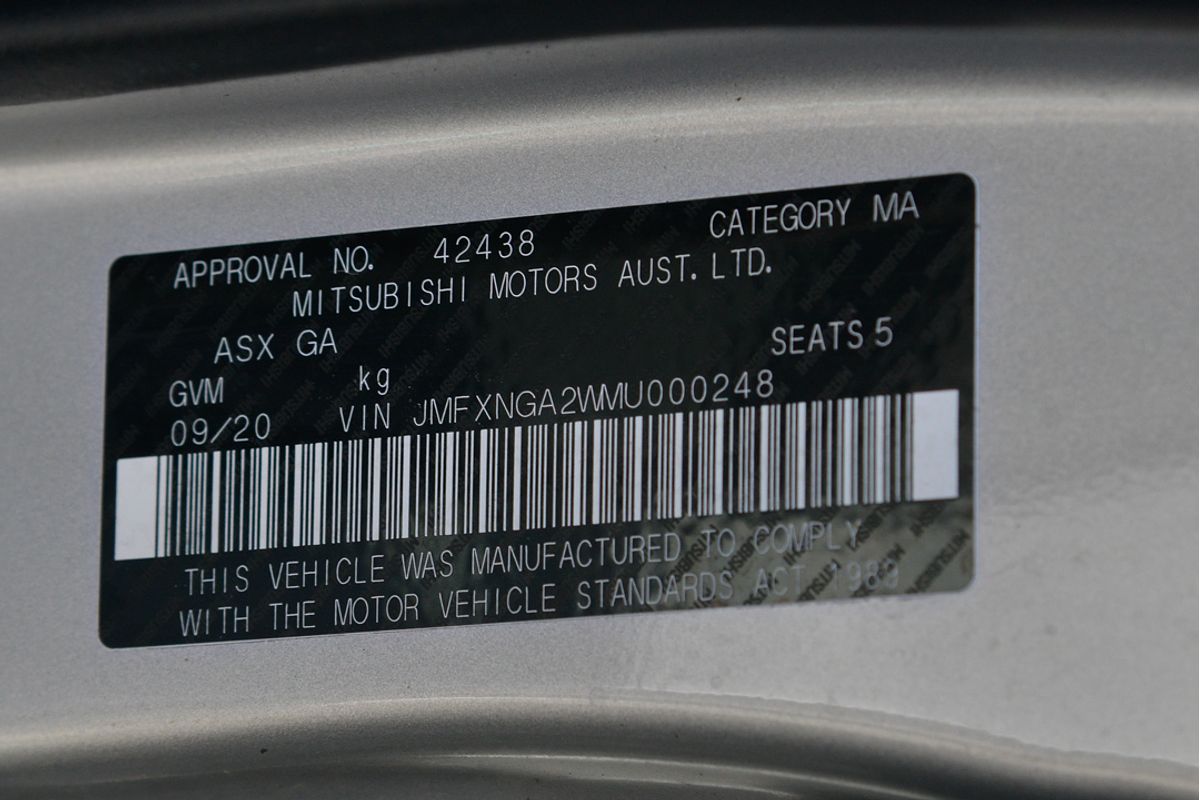 APPROVAL NO. 42438 CATEGORY MA
MITSUBISHI MOTORS AUST. LTD.
ASX GA SEATS 5
GVM kg
09/20 VIN JMFXNGA2WMU000248
THIS VEHICLE WAS MANUFACTURED TO COMPLY
WITH THE MOTOR VEHICLE STANDARDS ACT 1989